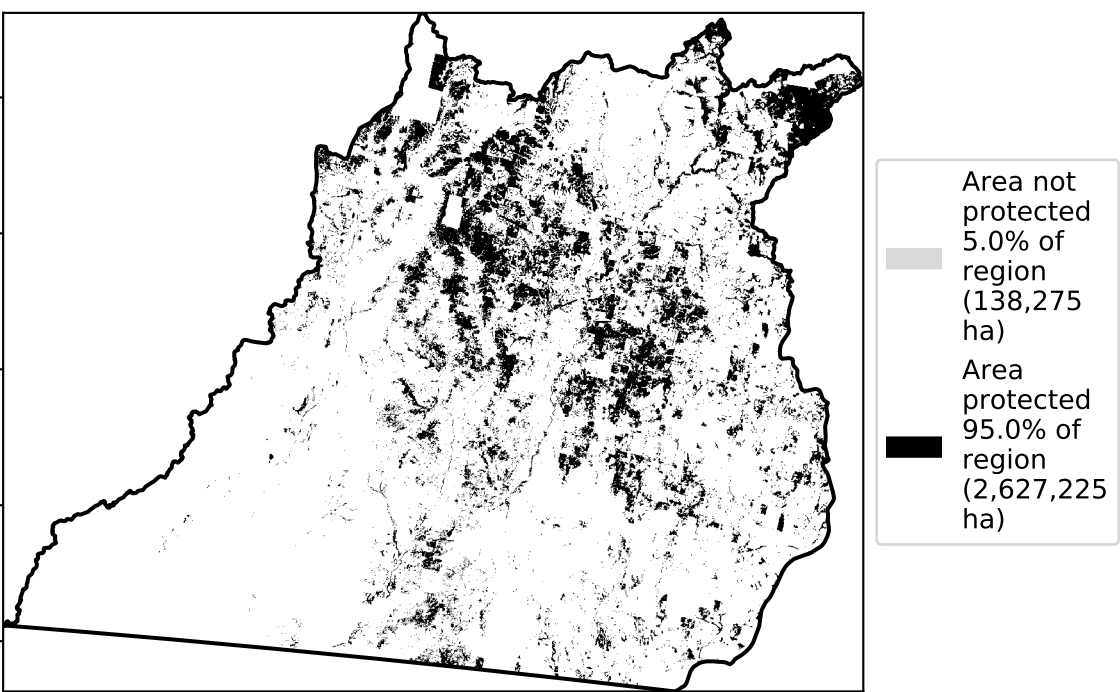 Area not
protected
5.0% of
region
(138,275
ha)
Area
protected
95.0% of
region
(2,627,225
ha)